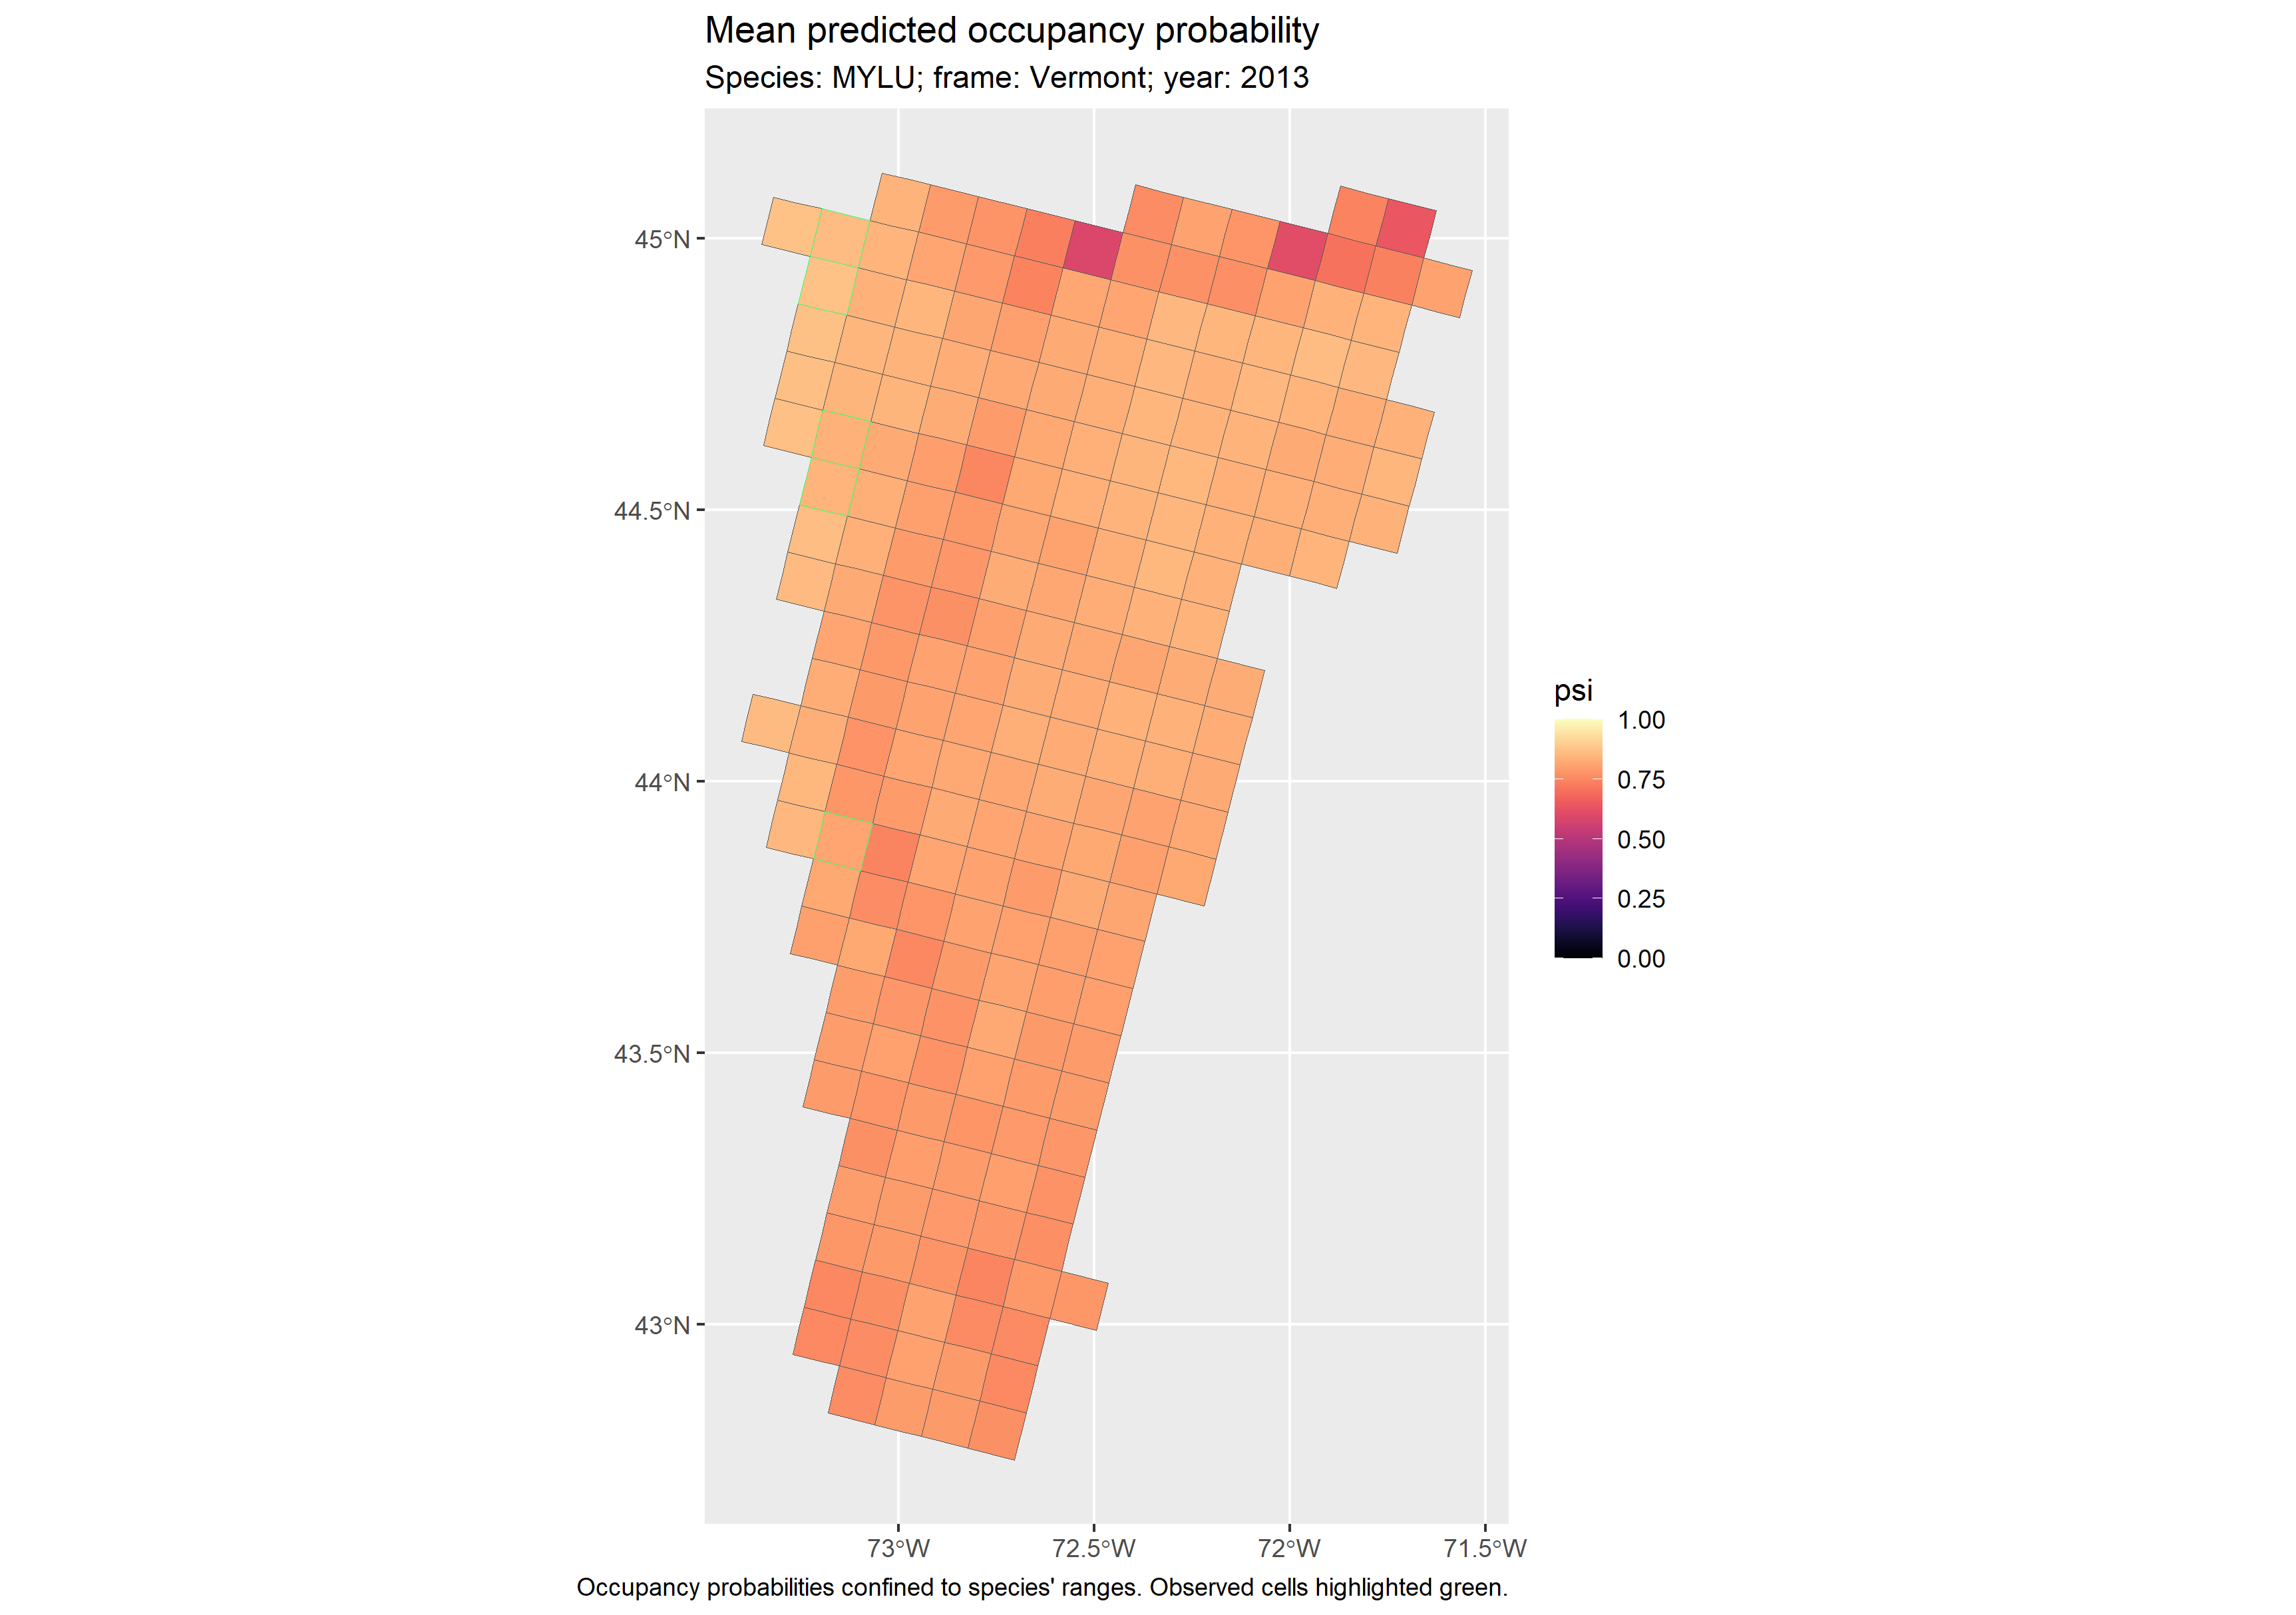 Mean predicted occupancy probability
Species: MYLU; frame: Vermont; year: 2013
45°N
44.5°N
44°N
43.5°N
43°N
73°W
72.5°W
72°W
71.5°W
psi
1.00
0.75
0.50
0.25
0.00
Occupancy probabilities confined to species' ranges. Observed cells highlighted green.